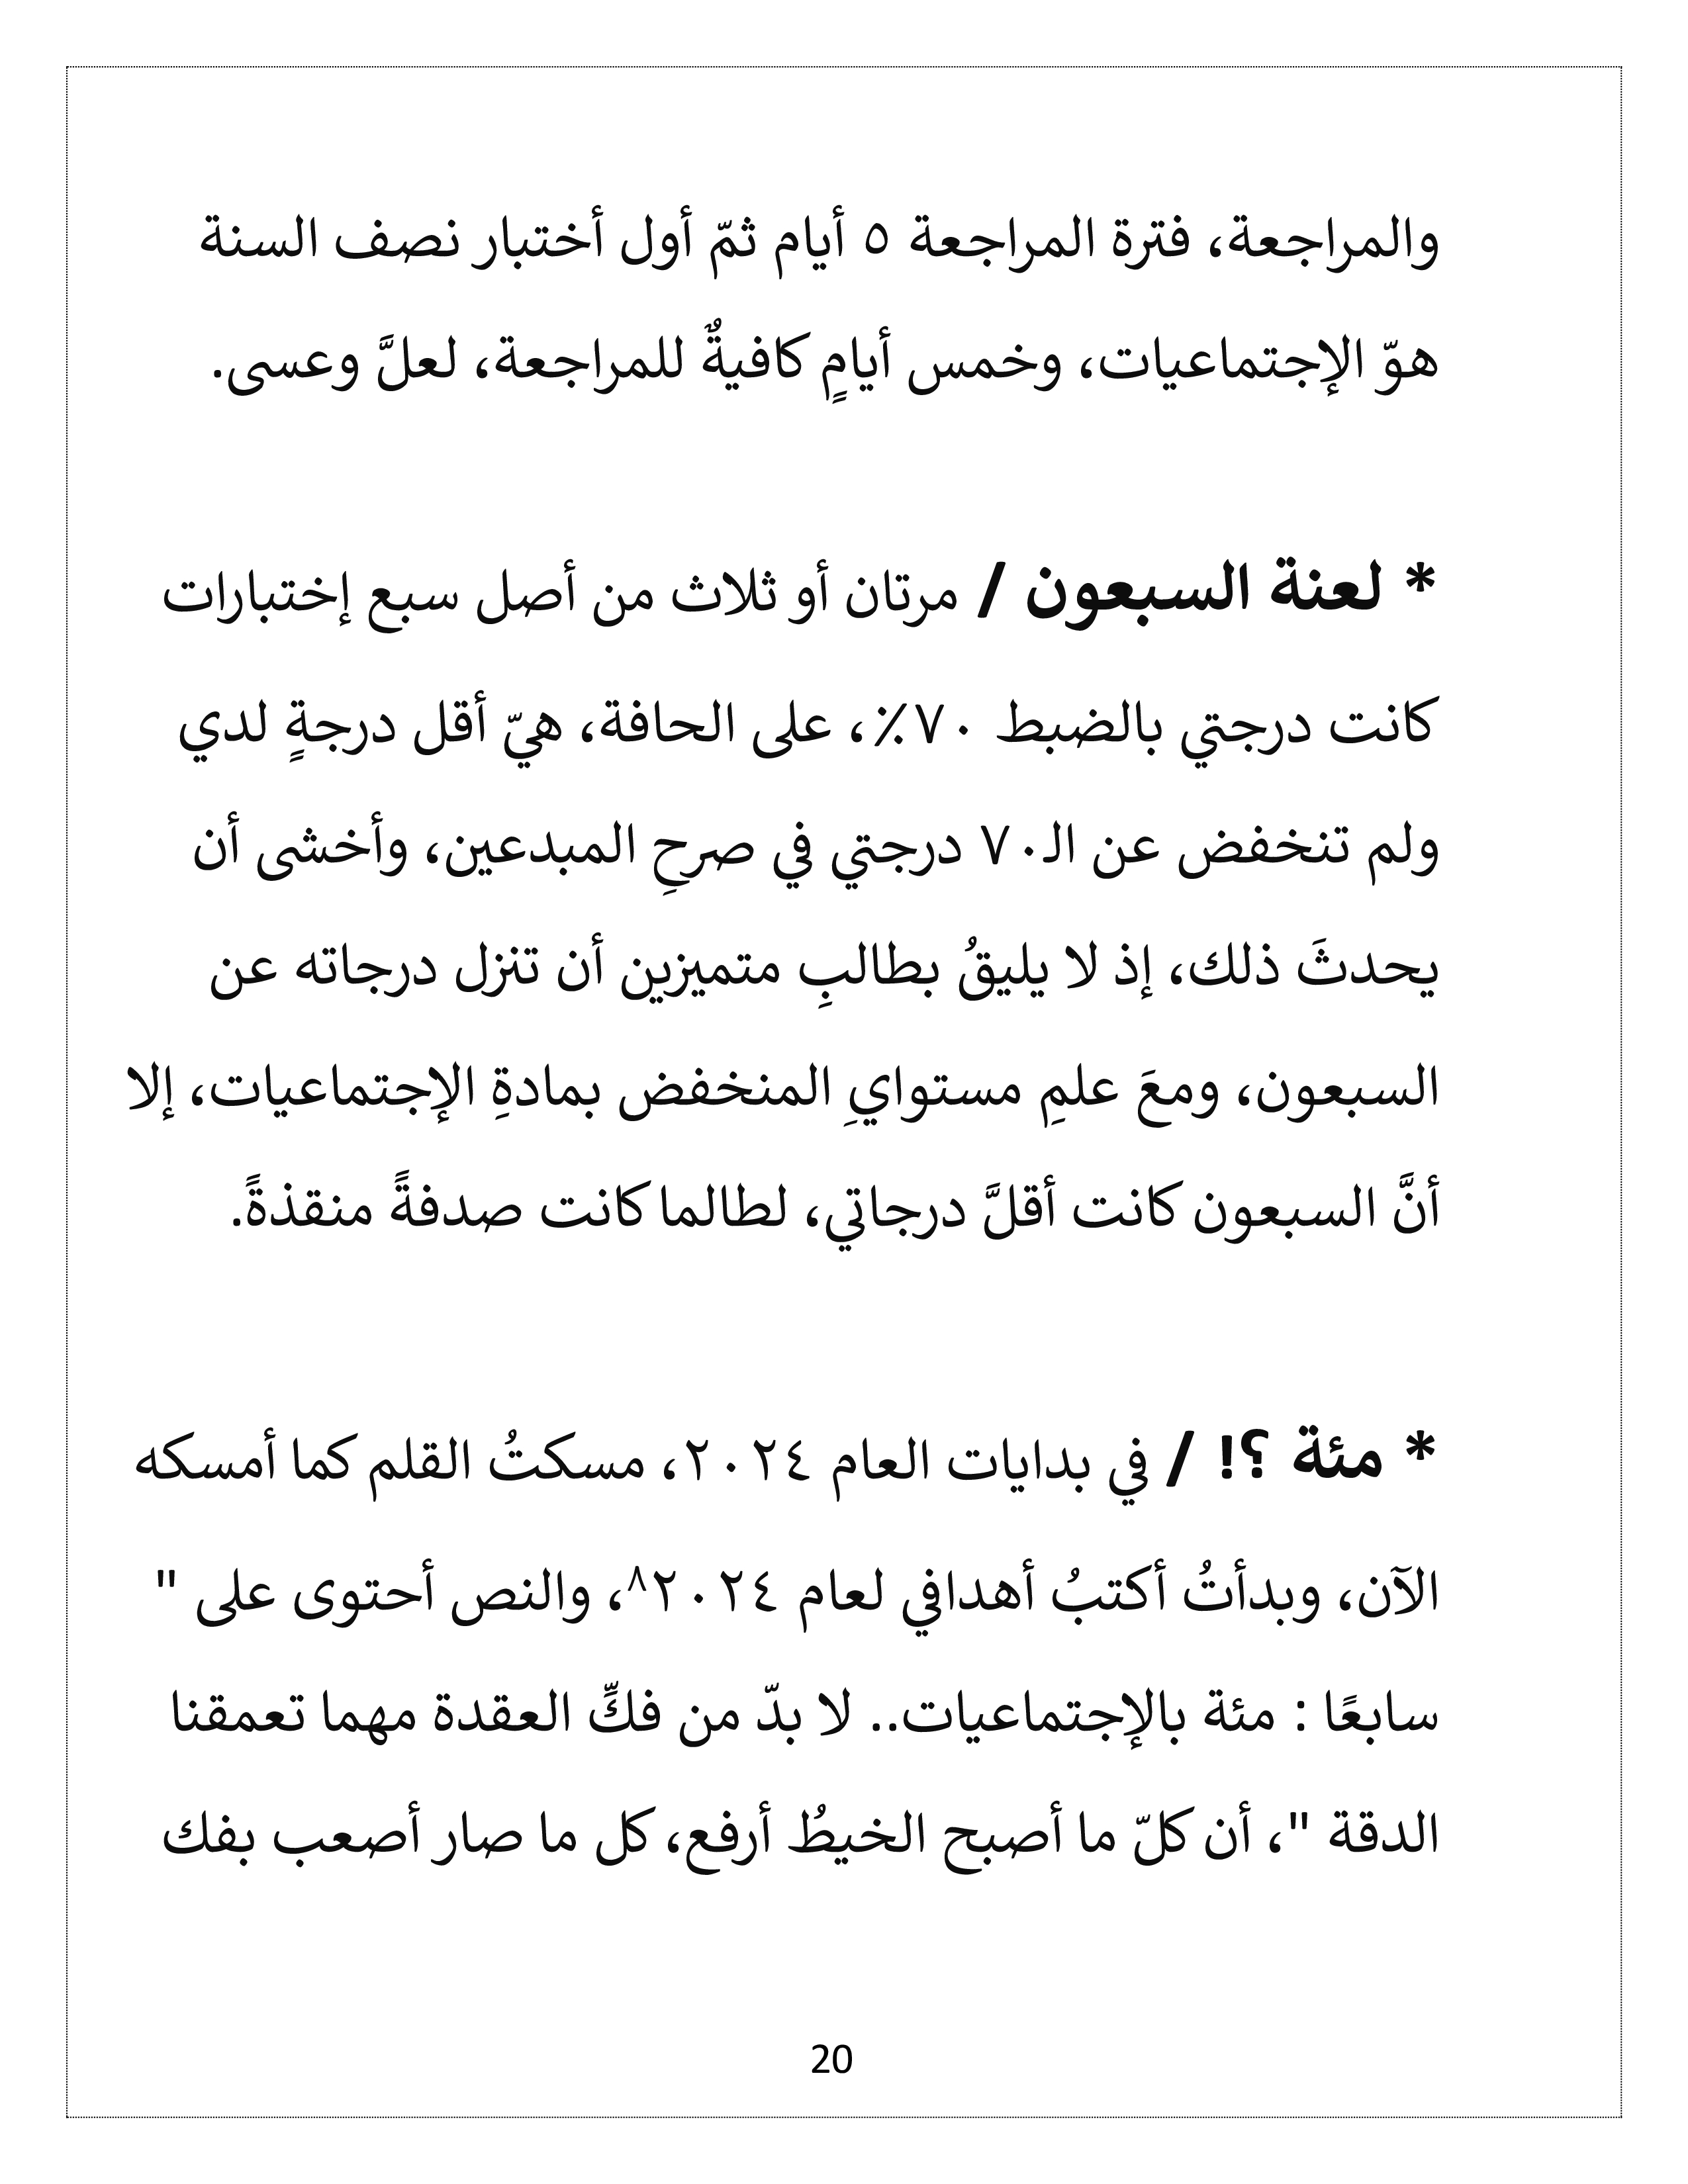 والمراجعة، فترة المراجعة ٥ أيام ثمّ أول أختبار نصف السنة
هوّ الإجتماعيات، وخمس أيامٍ كافيةٌ للمراجعة، لعلَّ وعسى.
* لعنة السبعون / مرتان أو ثلاث من أصل سبع إختبارات
كانت درجتي بالضبط ٧٠٪، على الحافة، هيّ أقل درجةٍ لدي
ولم تنخفض عن الـ٧٠ درجتي في صرحِ المبدعين، وأخشى أن
يحدثَ ذلك، إذ لا يليقُ بطالبِ متميزين أن تنزل درجاته عن
السبعون، ومعَ علمِ مستوايِ المنخفض بمادةِ الإجتماعيات، إلا
أنَّ السبعون كانت أقلَّ درجاتي، لطالما كانت صدفةً منقذةً.
* مئة ؟! / في بدايات العام ٢٠٢٤، مسكتُ القلم كما أمسكه
الآن، وبدأتُ أكتبُ أهدافي لعام ٢٠٢٤⁸، والنص أحتوى على "
سابعًا : مئة بالإجتماعيات.. لا بدّ من فكِّ العقدة مهما تعمقنا
الدقة "، أن كلّ ما أصبح الخيطُ أرفع، كل ما صار أصعب بفك
20